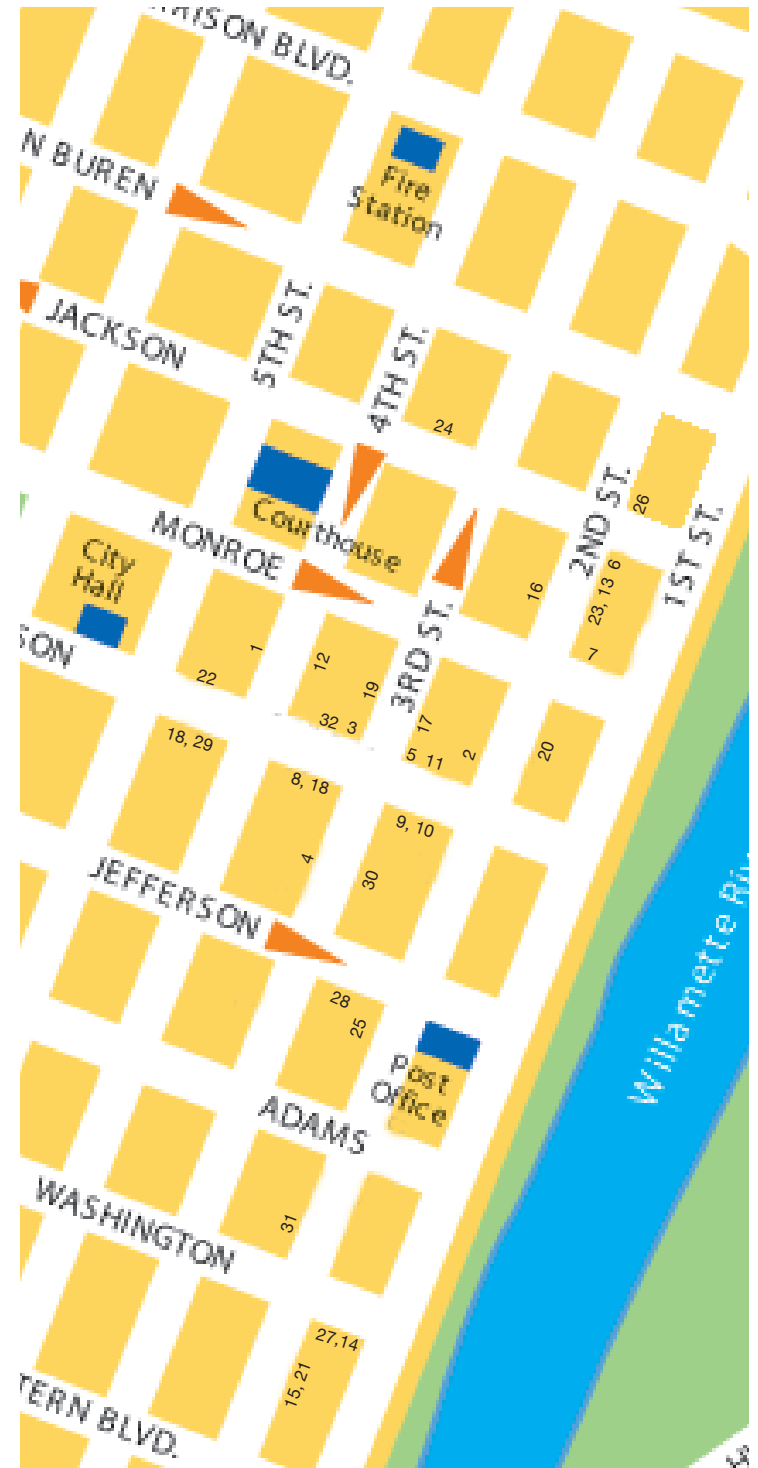 RISON BLVD.
N BUREN
Fire
Station
JACKSON
5TH ST.
4TH ST.
24
2ND ST.
26
1ST ST.
Courthouse
MONROE
City
Hall
3RD ST.
16
23, 13 6
7
SON
1
22
12
19
32 3
17
5 11
2
20
18, 29
8, 18
4
9, 10
30
JEFFERSON
28
25
Post
Office
Willamette Riv
ADAMS
WASHINGTON
31
27,14
15, 21
TERN BLVD.